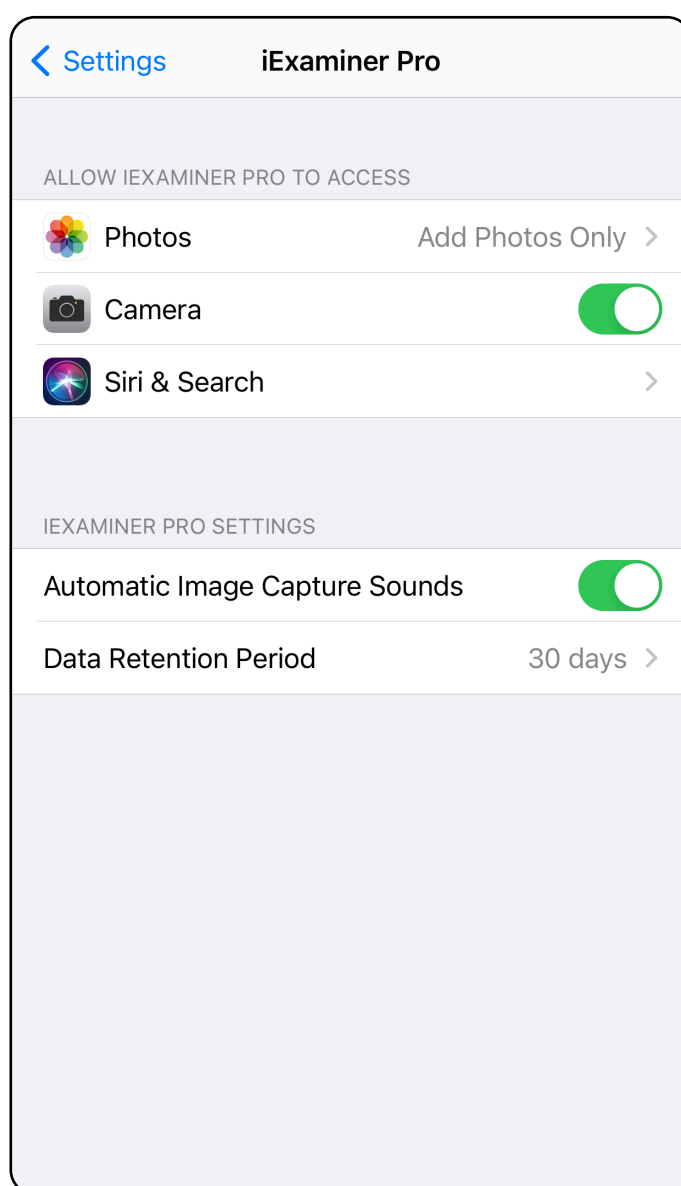 Settings iExaminer Pro
ALLOW IEXAMINER PRO TO ACCESS
Photos Add Photos Only
Camera
Siri & Search
IEXAMINER PRO SETTINGS
Automatic Image Capture Sounds
Data Retention Period 30 days